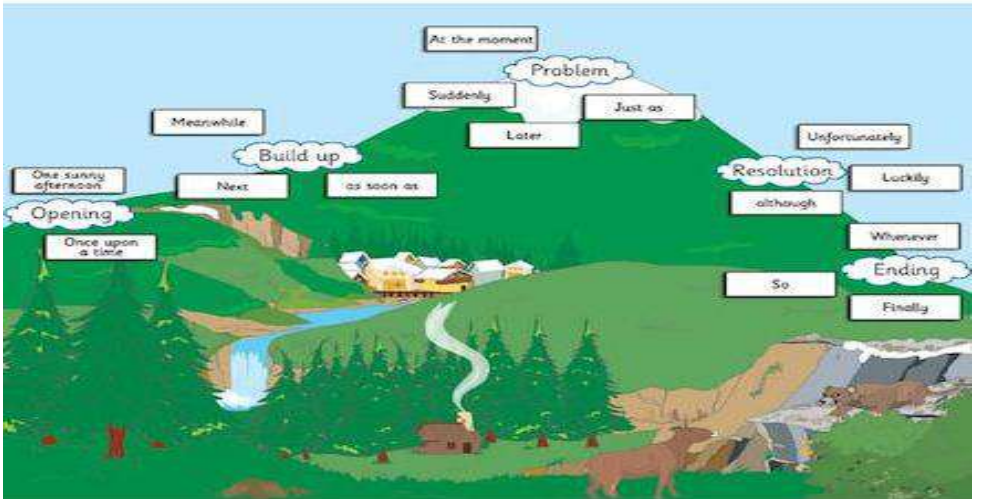 At the moment
Problem
Suddenly
Just as
Later
Meanwhile
Build up
Next
as soon as
One sunny
afternoon
Opening
Once upon
a time
Unfortunately
Resolution
Luckily
although
Whenever
Ending
So
Finally